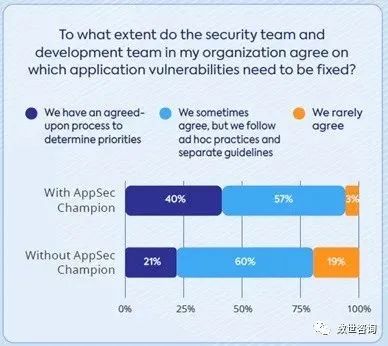 To what extent do the security team and
development team in my organization agree on
which application vulnerabilities need to be fixed?
We have an agreed-
upon process to
determine priorities
We sometimes
agree, but we follow
ad hoc practices and
separate guidelines
We rarely
agree
With AppSec
Champion
40%
57%
3%
Without AppSec
Champion
21%
60%
19%
0%
25%
50%
75%
100%
数世咨询